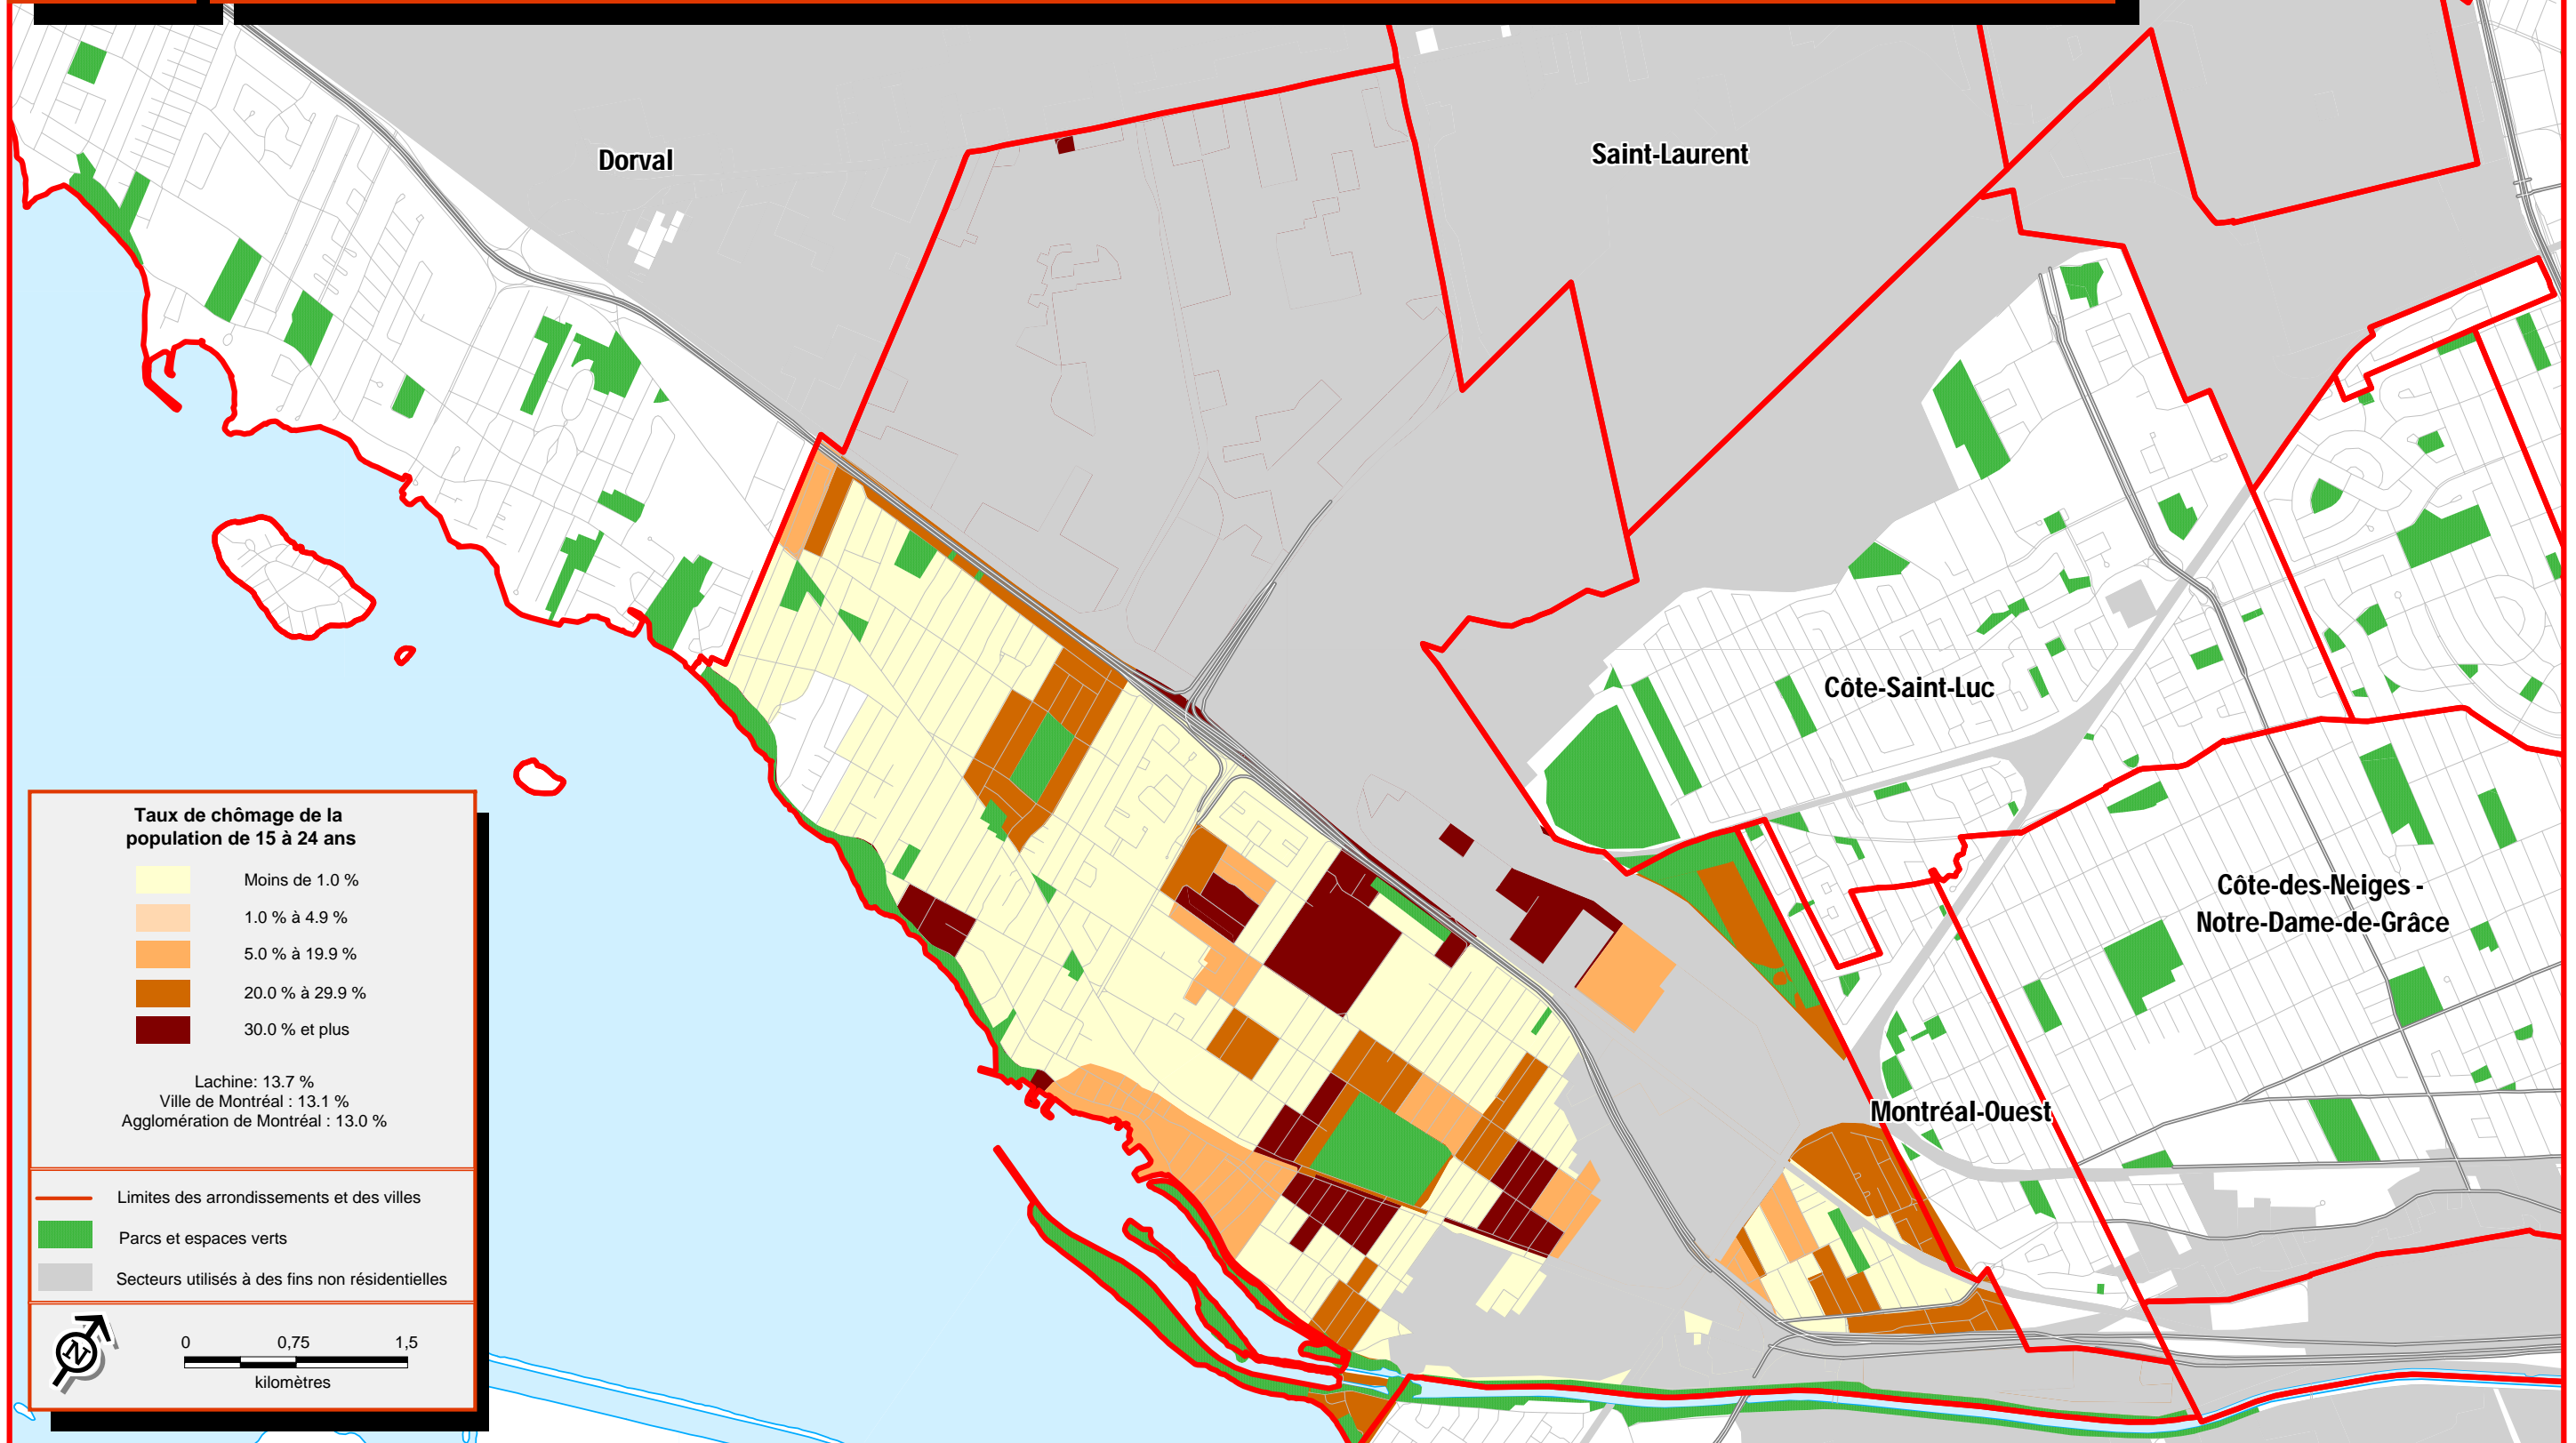 Dorval
Saint-Laurent
Côte-Saint-Luc
Côte-des-Neiges -
Notre-Dame-de-Grâce
Montréal-Ouest
Taux de chômage de la
population de 15 à 24 ans
Moins de 1.0 %
1.0 % à 4.9 %
5.0 % à 19.9 %
20.0 % à 29.9 %
30.0 % et plus
Lachine: 13.7 %
Ville de Montréal : 13.1 %
Agglomération de Montréal : 13.0 %
Limites des arrondissements et des villes
Parcs et espaces verts
Secteurs utilisés à des fins non résidentielles
N
0 0,75 1,5
kilomètres